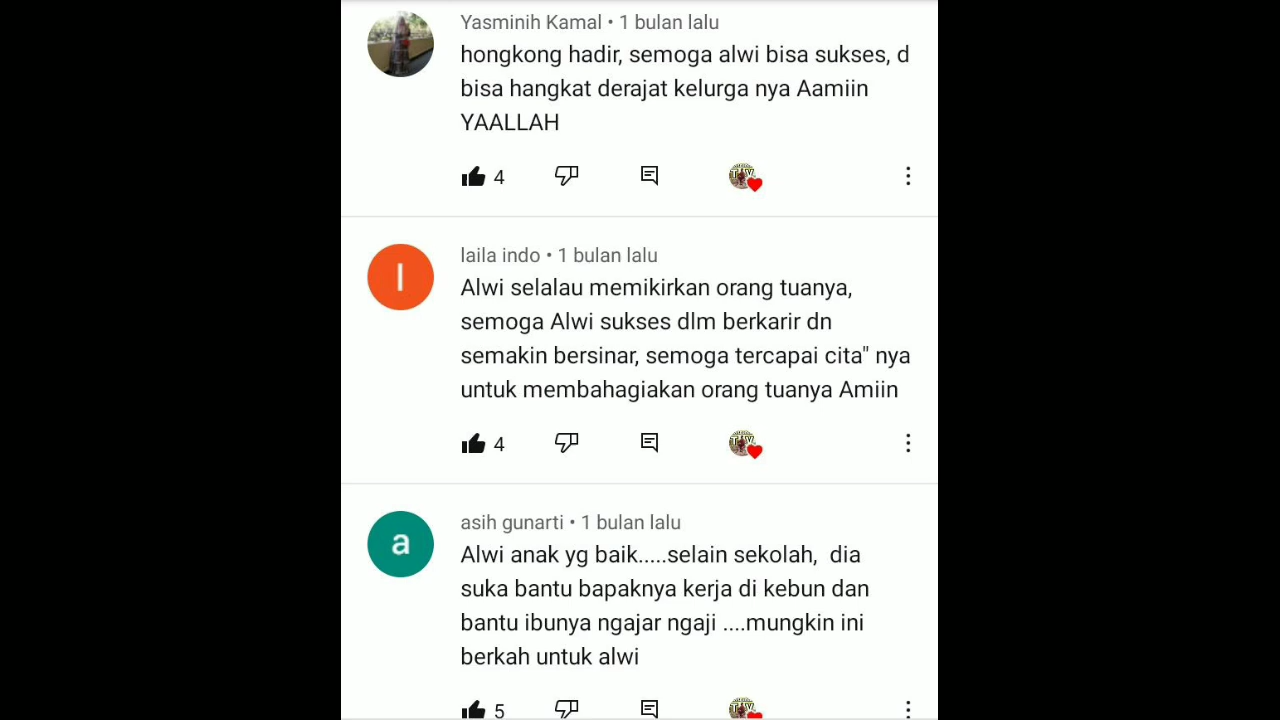 Yasminih Kamal • 1 bulan lalu
hongkong hadir, semoga alwi bisa sukses, d
bisa hangkat derajat kelurga nya Aamiin
YAALLAH
4
laila indo • 1 bulan lalu
l
Alwi selalau memikirkan orang tuanya,
semoga Alwi sukses dlm berkarir dn
semakin bersinar, semoga tercapai cita" nya
untuk membahagiakan orang tuanya Amiin
4
asih gunarti • 1 bulan lalu
a
Alwi anak yg baik.....selain sekolah,  dia
suka bantu bapaknya kerja di kebun dan
bantu ibunya ngajar ngaji ....mungkin ini
berkah untuk alwi
5